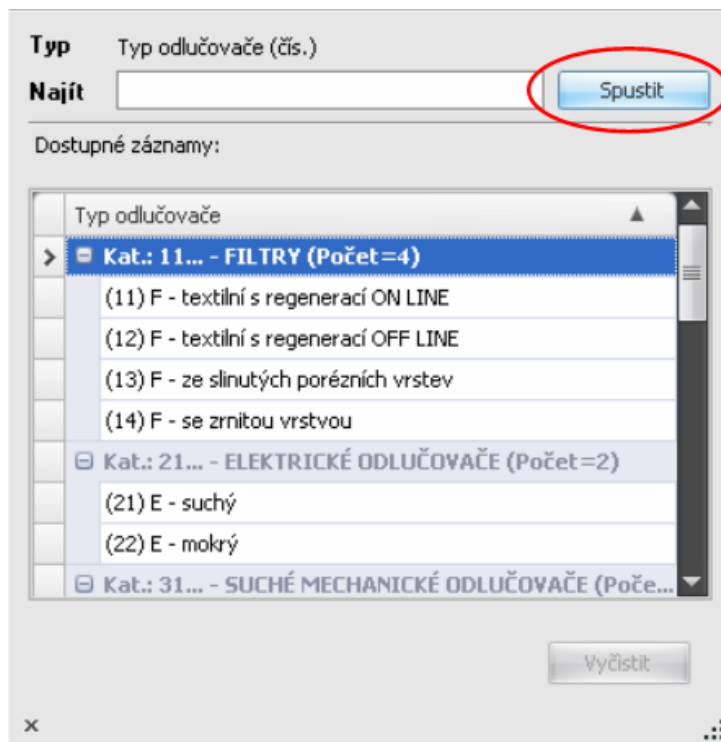 Typ Typ odlučovače (čís.)
Najít Spustit
Dostupné záznamy:
Typ odlučovače
Kat.: 11... - FILTRY (Počet=4)
(11) F - textilní s regenerací ON LINE
(12) F - textilní s regenerací OFF LINE
(13) F - ze slinutých porézních vrstev
(14) F - se zrnitou vrstvou
Kat.: 21... - ELEKTRICKÉ ODLUČOVAČE (Počet=2)
(21) E - suchý
(22) E - mokrý
Kat.: 31... - SUCHÉ MECHANICKÉ ODLUČOVAČE (Poče...
Vyčistit